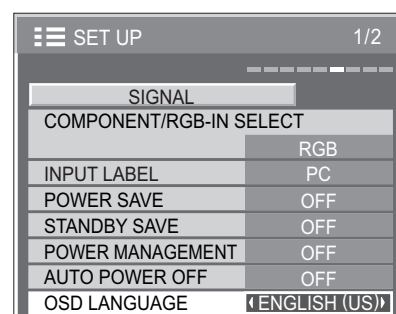 SET UP 1/2
SIGNAL
COMPONENT/RGB-IN SELECT
RGB
INPUT LABEL PC
POWER SAVE OFF
STANDBY SAVE OFF
POWER MANAGEMENT OFF
AUTO POWER OFF OFF
OSD LANGUAGE ENGLISH (US)